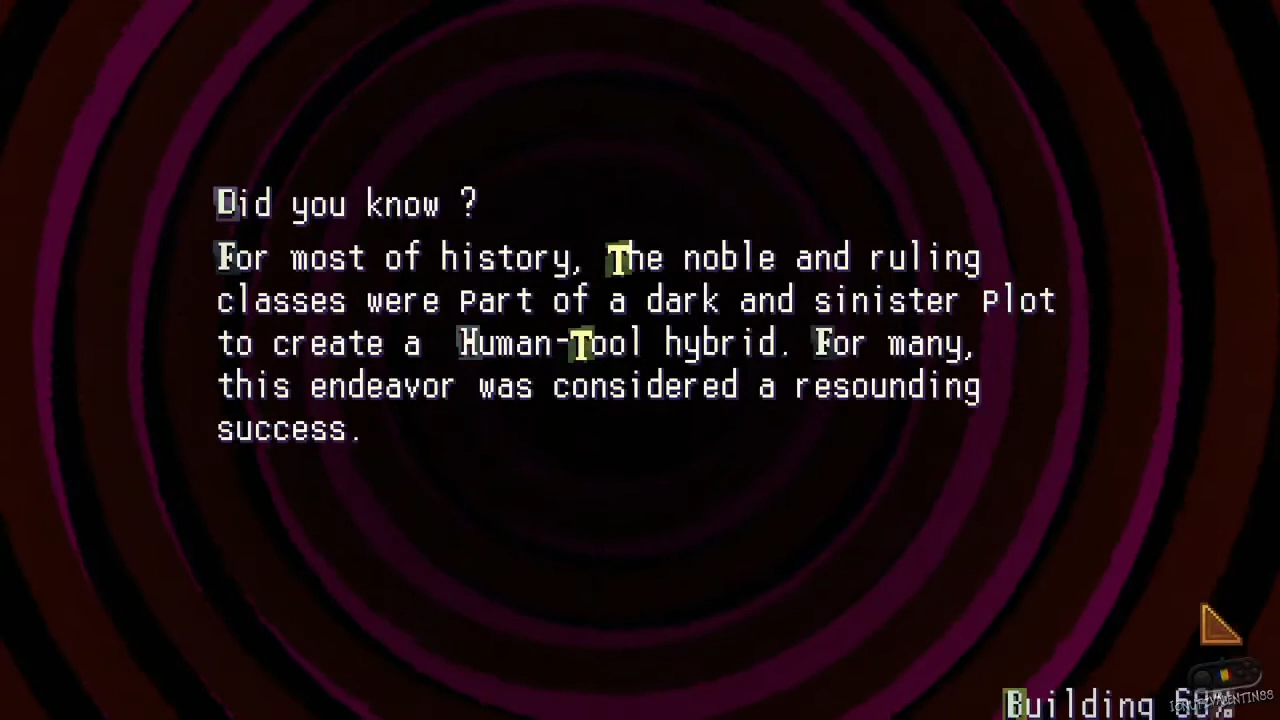 Did you know ?
For most of history, The noble and ruling
classes were Part of a dark and sinister Plot
to create a Human-Tool hybrid. For many,
this endeavor was considered a resounding
success.
Building